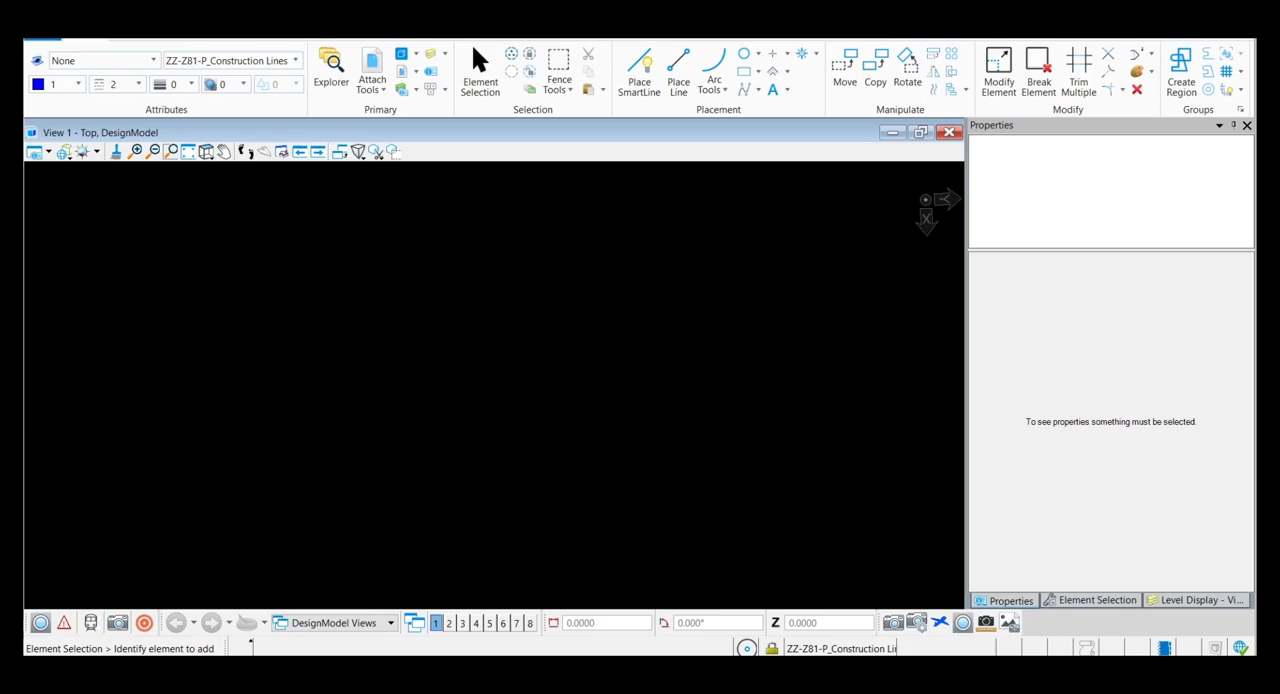 None
ZZ-Z81-P_Construction Lines
1
2
0
0
0
Attributes
Explorer
Attach
Tools
Primary
Element
Selection
Fence
Tools
Selection
Place
SmartLine
Place
Line
Arc
Tools
A
Placement
Move
Copy
Rotate
Manipulate
Modify
Element
Break
Element
Trim
Multiple
Modify
Create
Region
Groups
View 1 - Top, DesignModel
Properties
Y
X
To see properties something must be selected.
Properties
Element Selection
Level Display - Vi...
DesignModel Views
1 2 3 4 5 6 7 8
0.0000
0.000°
Z
0.0000
Element Selection > Identify element to add
ZZ-Z81-P_Construction Li